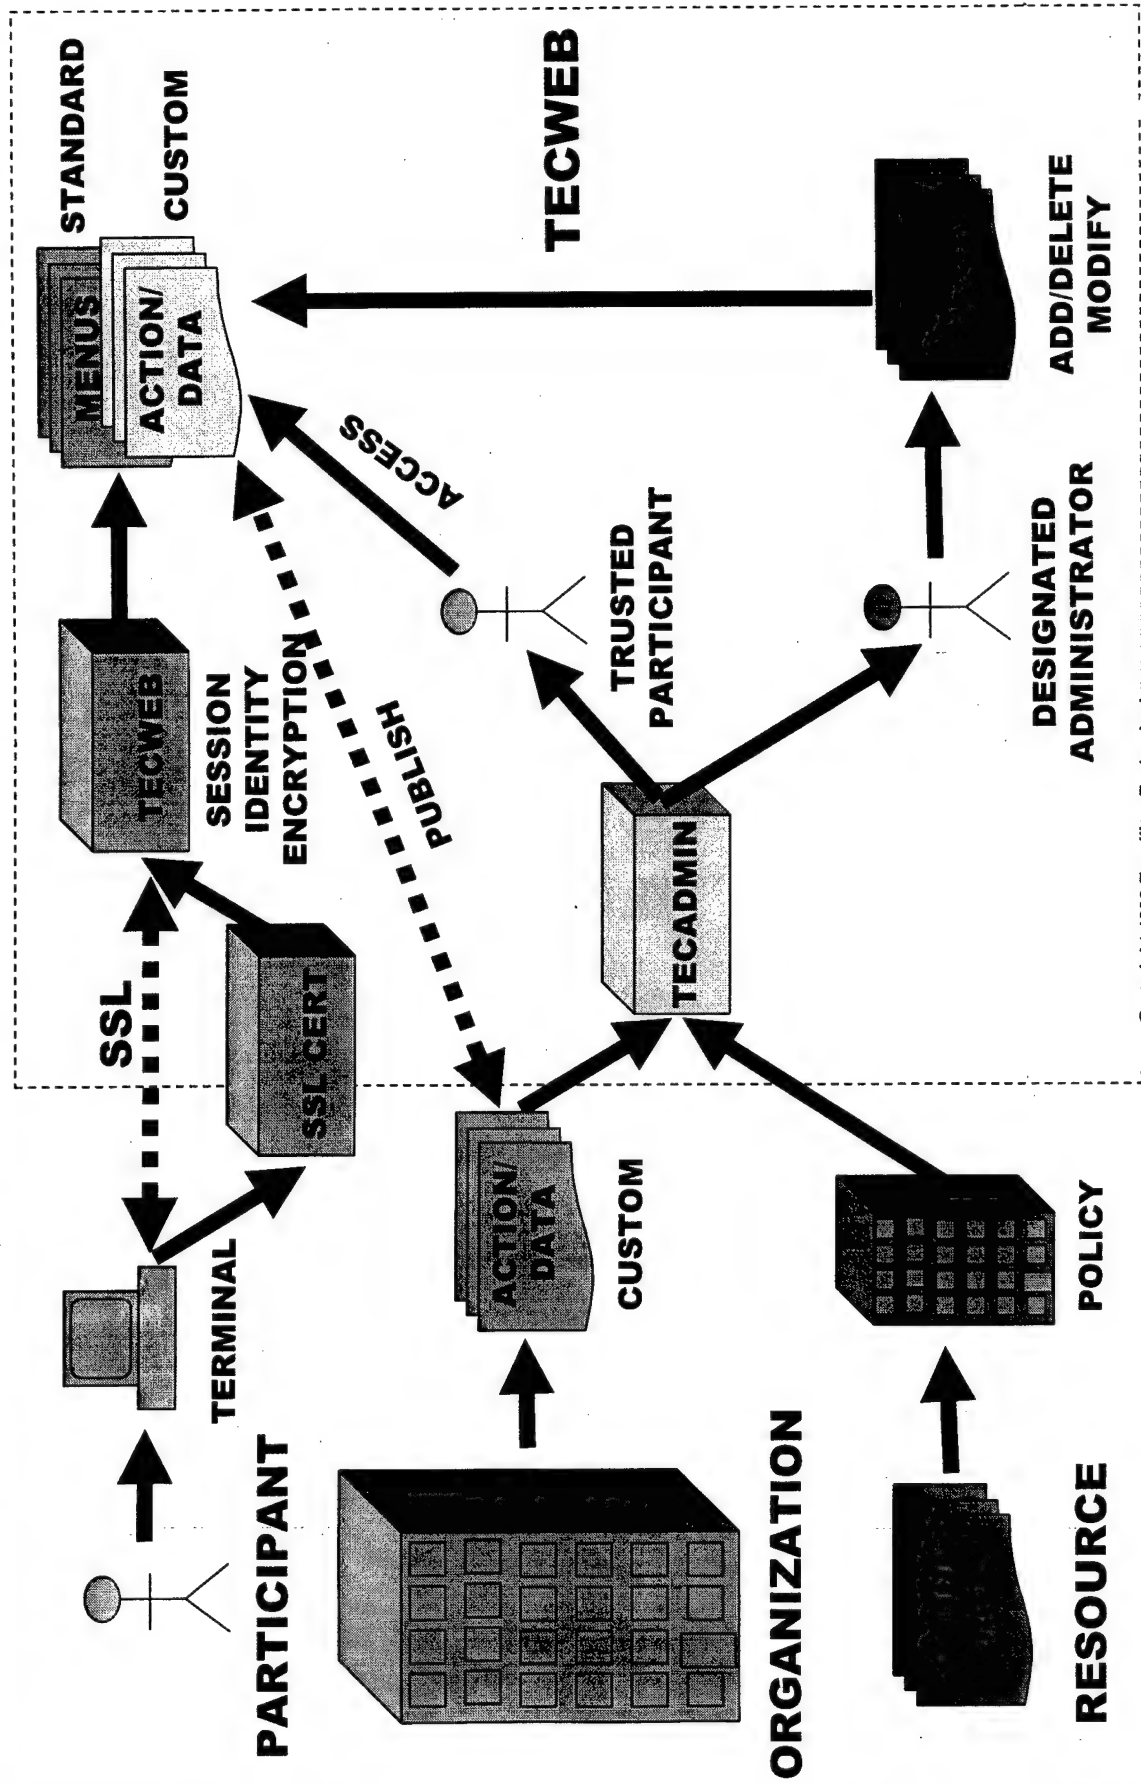 PARTICIPANT
TERMINAL
SSL
SSL CERT
TECWEB
SESSION
IDENTITY
ENCRYPTION
MENUS
ACTION/
DATA
STANDARD
CUSTOM
ORGANIZATION
ACTION/
DATA
CUSTOM
PUBLISH
ACCESS
TECADMIN
TRUSTED
PARTICIPANT
TECWEB
RESOURCE
POLICY
DESIGNATED
ADMINISTRATOR
ADD/DELETE
MODIFY